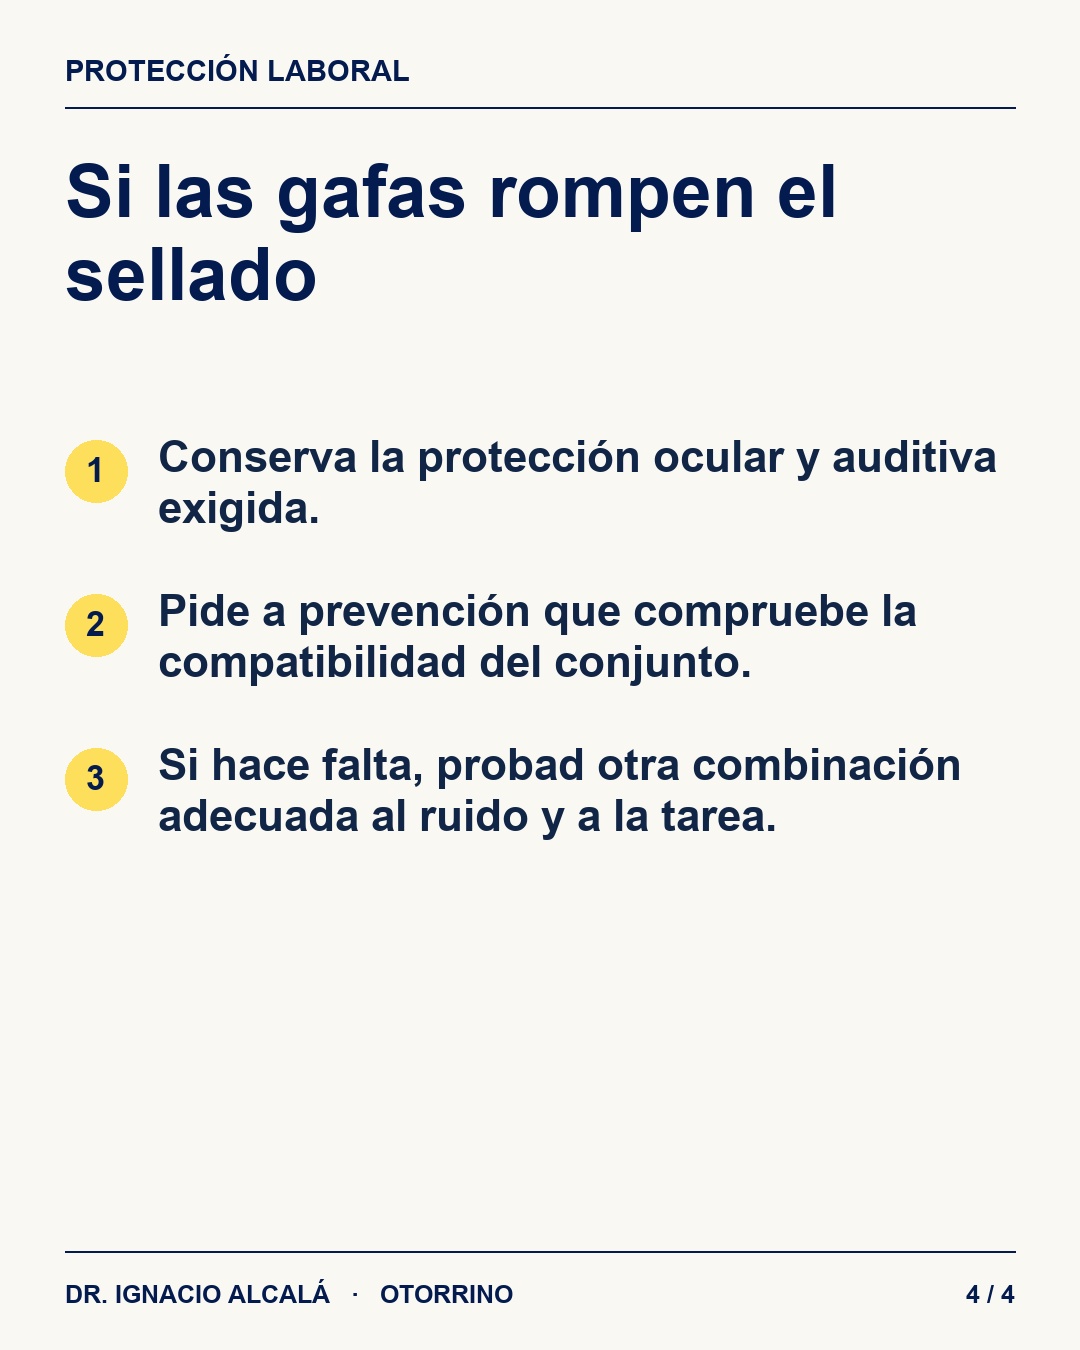 PROTECCIÓN LABORAL
Si las gafas rompen el
sellado
1 Conserva la protección ocular y auditiva
exigida.
2 Pide a prevención que compruebe la
compatibilidad del conjunto.
3 Si hace falta, probad otra combinación
adecuada al ruido y a la tarea.
DR. IGNACIO ALCALÁ · OTORRINO 4 / 4